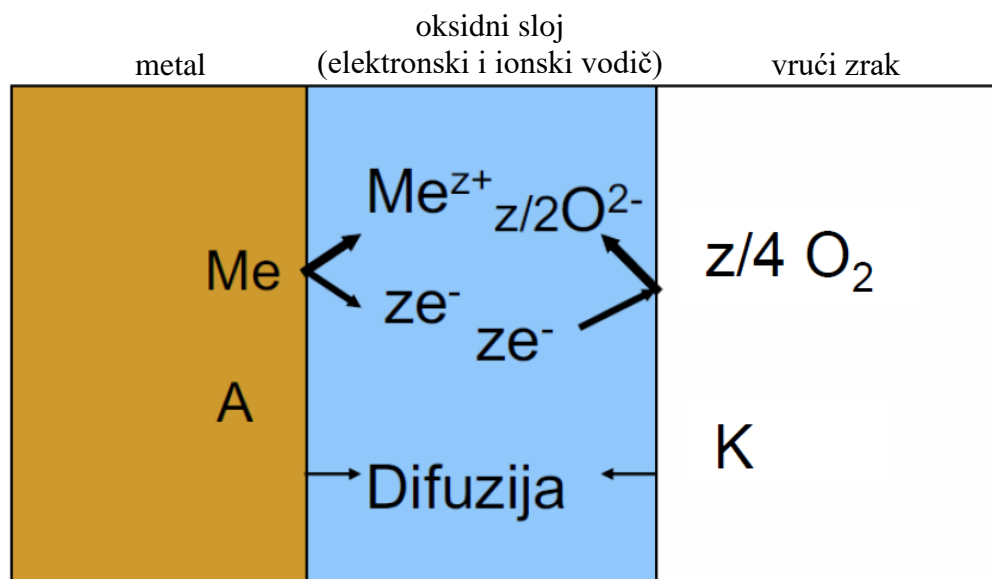 oksidni sloj
metal (elektronski i ionski vodič) vrući zrak
Me^z+ z/2O^2-
Me z/4 O₂
ze^-
ze^-
A
K
Difuzija